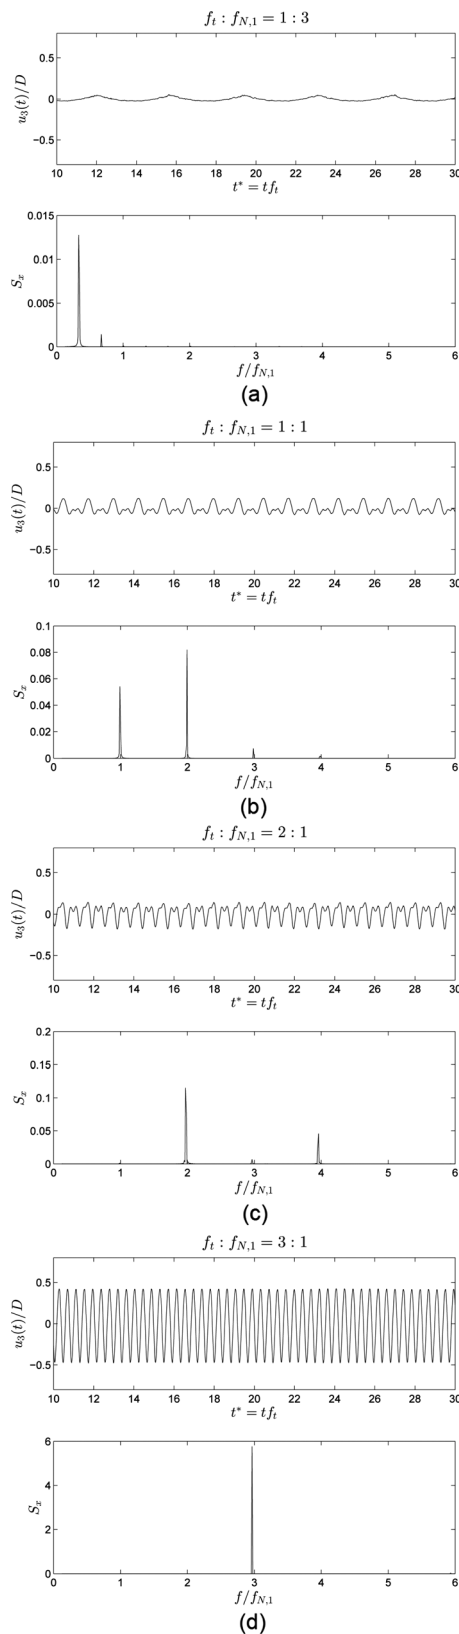 f_t : f_{N,1} = 1 : 3
u_3(t)/D
0.5
0
−0.5
10 12 14 16 18 20 22 24 26 28 30
t* = t f_t
S_x
0.015
0.01
0.005
0
0 1 2 3 4 5 6
f/f_{N,1}
(a)
f_t : f_{N,1} = 1 : 1
u_3(t)/D
0.5
0
−0.5
10 12 14 16 18 20 22 24 26 28 30
t* = t f_t
S_x
0.1
0.08
0.06
0.04
0.02
0
0 1 2 3 4 5 6
f/f_{N,1}
(b)
f_t : f_{N,1} = 2 : 1
u_3(t)/D
0.5
0
−0.5
10 12 14 16 18 20 22 24 26 28 30
t* = t f_t
S_x
0.2
0.15
0.1
0.05
0
0 1 2 3 4 5 6
f/f_{N,1}
(c)
f_t : f_{N,1} = 3 : 1
u_3(t)/D
0.5
0
−0.5
10 12 14 16 18 20 22 24 26 28 30
t* = t f_t
S_x
6
4
2
0
0 1 2 3 4 5 6
f/f_{N,1}
(d)